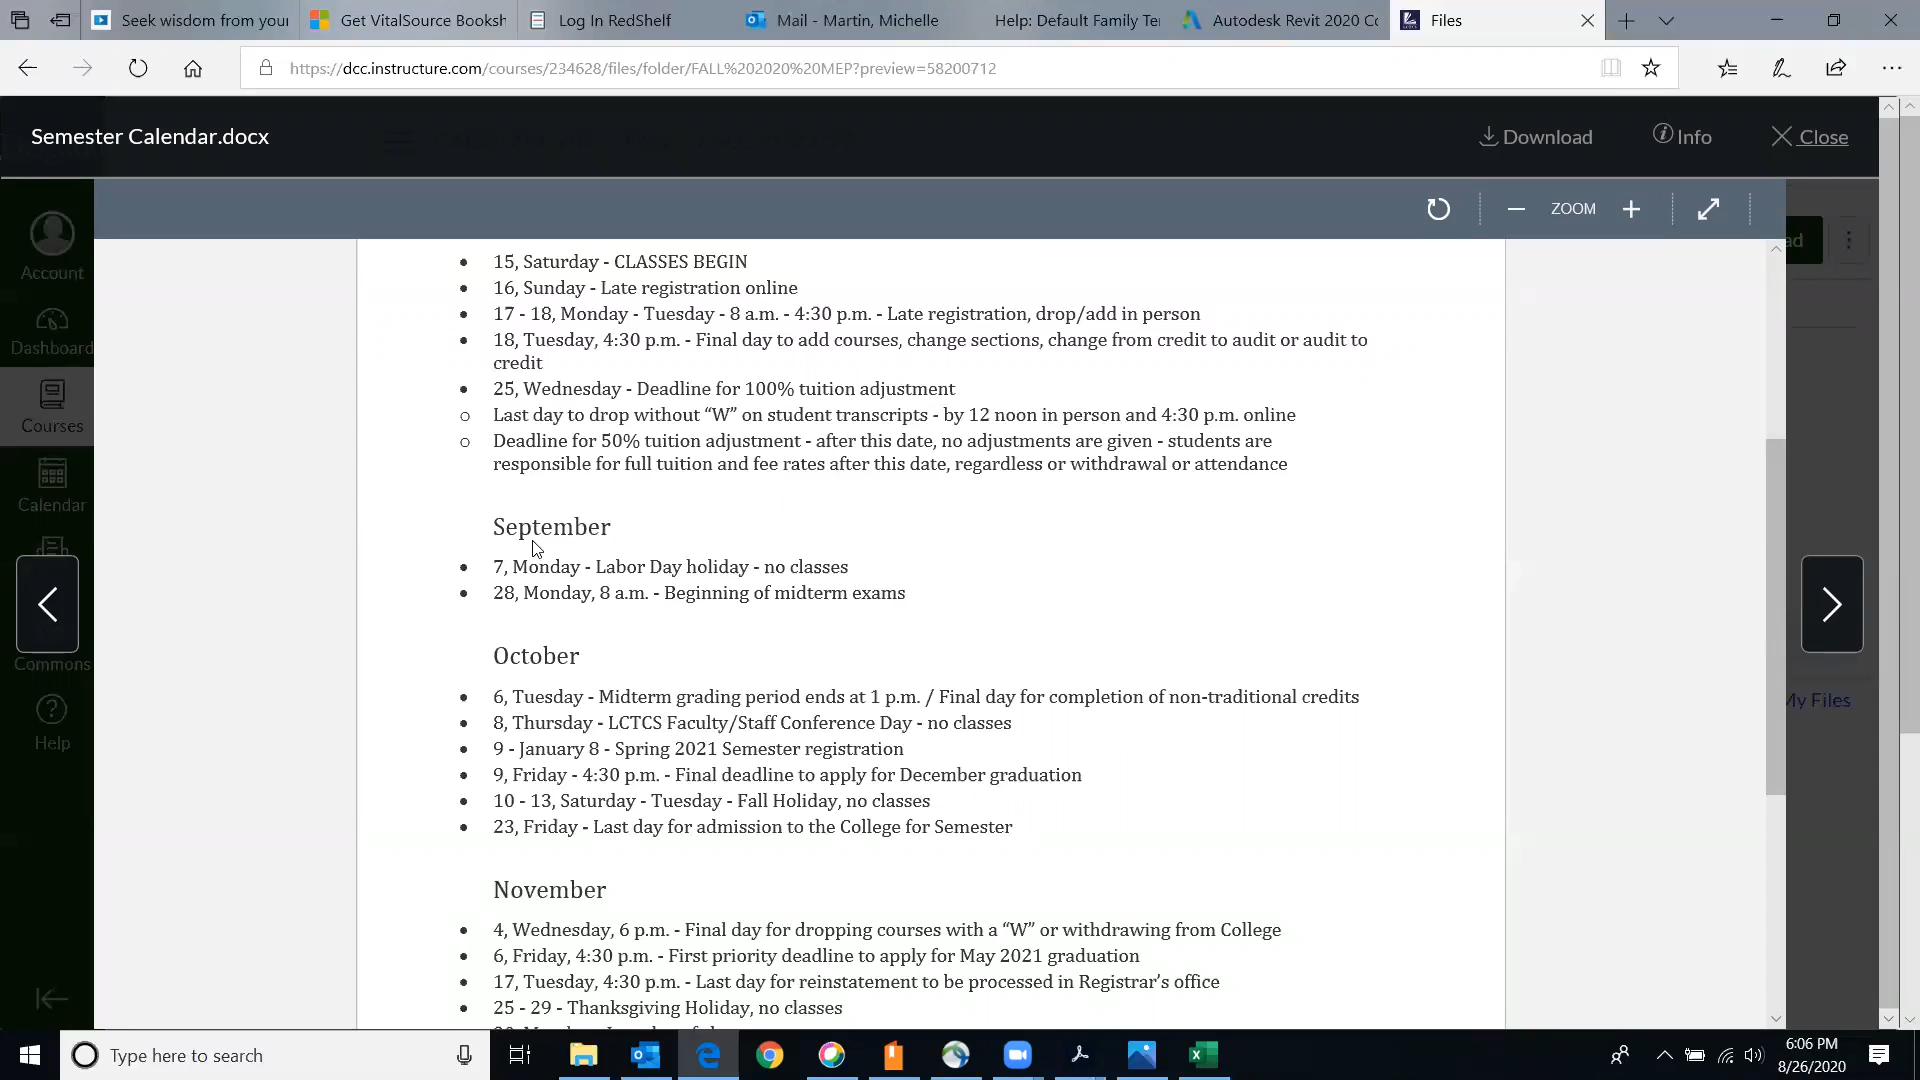 Seek wisdom from your
Get VitalSource Booksh
Log In RedShelf
Mail - Martin, Michelle
Help: Default Family Te
Autodesk Revit 2020 Co
Files
https://dcc.instructure.com/courses/234628/files/folder/FALL%202020%20MEP?preview=58200712
Semester Calendar.docx
Download
Info
Close
ZOOM
Account
Dashboard
Courses
Calendar
Commons
Help
ad
My Files
• 15, Saturday - CLASSES BEGIN
• 16, Sunday - Late registration online
• 17 - 18, Monday - Tuesday - 8 a.m. - 4:30 p.m. - Late registration, drop/add in person
• 18, Tuesday, 4:30 p.m. - Final day to add courses, change sections, change from credit to audit or audit to
credit
• 25, Wednesday - Deadline for 100% tuition adjustment
o Last day to drop without “W” on student transcripts - by 12 noon in person and 4:30 p.m. online
o Deadline for 50% tuition adjustment - after this date, no adjustments are given - students are
responsible for full tuition and fee rates after this date, regardless or withdrawal or attendance
September
• 7, Monday - Labor Day holiday - no classes
• 28, Monday, 8 a.m. - Beginning of midterm exams
October
• 6, Tuesday - Midterm grading period ends at 1 p.m. / Final day for completion of non-traditional credits
• 8, Thursday - LCTCS Faculty/Staff Conference Day - no classes
• 9 - January 8 - Spring 2021 Semester registration
• 9, Friday - 4:30 p.m. - Final deadline to apply for December graduation
• 10 - 13, Saturday - Tuesday - Fall Holiday, no classes
• 23, Friday - Last day for admission to the College for Semester
November
• 4, Wednesday, 6 p.m. - Final day for dropping courses with a “W” or withdrawing from College
• 6, Friday, 4:30 p.m. - First priority deadline to apply for May 2021 graduation
• 17, Tuesday, 4:30 p.m. - Last day for reinstatement to be processed in Registrar’s office
• 25 - 29 - Thanksgiving Holiday, no classes
Type here to search
6:06 PM
8/26/2020